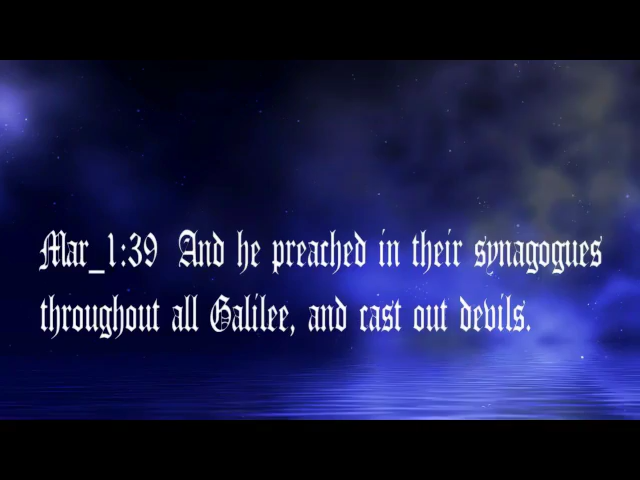 Mar_1:39 And he preached in their synagogues
throughout all Galilee, and cast out devils.